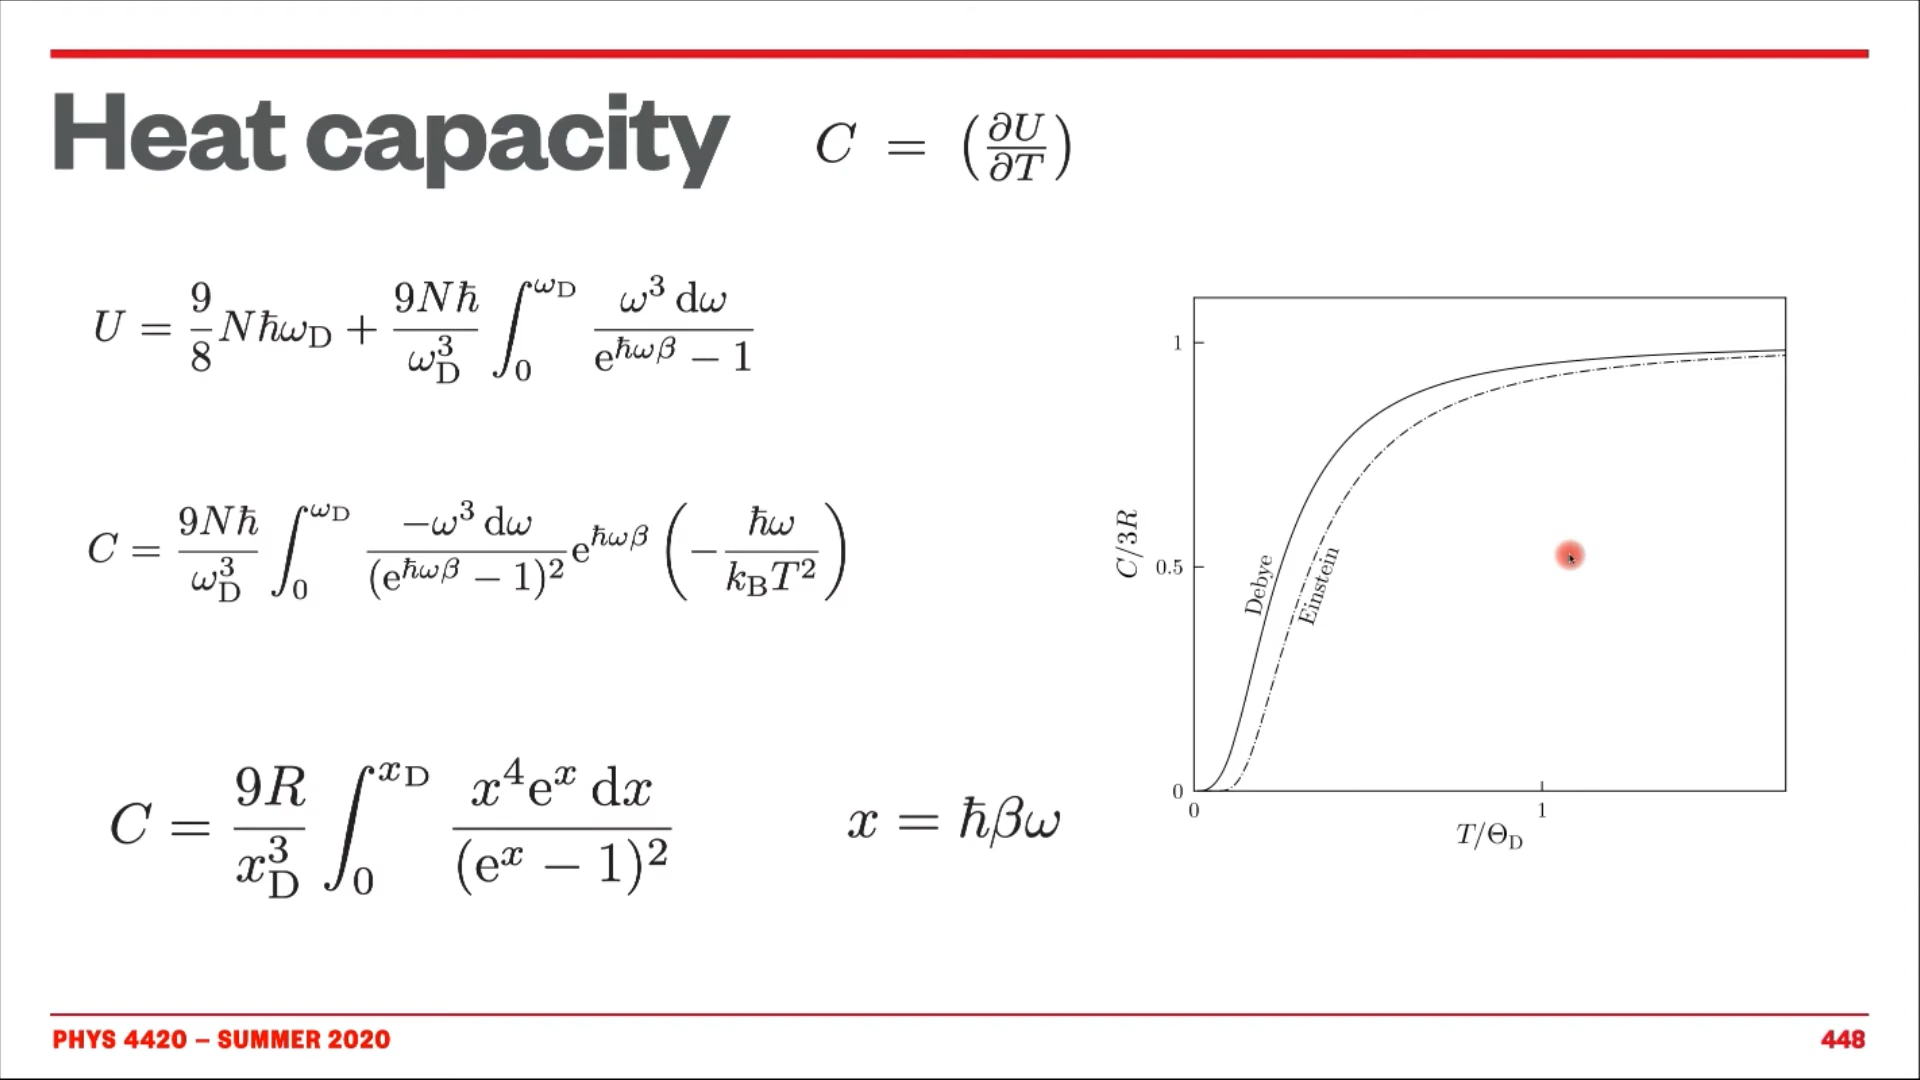 Heat capacity C = (∂U/∂T)
U = 9/8 Nħω_D + 9Nħ/ω_D^3 ∫_0^{ω_D} ω^3 dω/(e^{ħωβ} − 1)
C = 9Nħ/ω_D^3 ∫_0^{ω_D} −ω^3 dω/(e^{ħωβ} − 1)^2 e^{ħωβ} (−ħω/k_BT^2)
C = 9R/x_D^3 ∫_0^{x_D} x^4 e^x dx/(e^x − 1)^2
x = ħβω
1
0.5
0
C/3R
Debye
Einstein
0 1
T/Θ_D
PHYS 4420 – SUMMER 2020
448